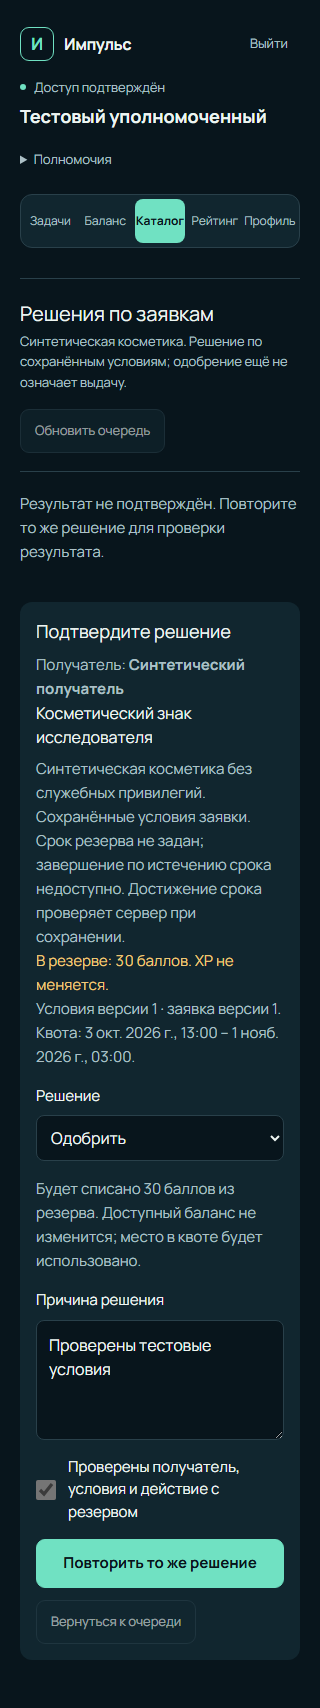 И Импульс Выйти
Доступ подтверждён
Тестовый уполномоченный
Полномочия
Задачи Баланс Каталог Рейтинг Профиль
Решения по заявкам
Синтетическая косметика. Решение по
сохранённым условиям; одобрение ещё не
означает выдачу.
Обновить очередь
Результат не подтверждён. Повторите
то же решение для проверки
результата.
Подтвердите решение
Получатель: Синтетический
получатель
Косметический знак
исследователя
Синтетическая косметика без
служебных привилегий.
Сохранённые условия заявки.
Срок резерва не задан;
завершение по истечению срока
недоступно. Достижение срока
проверяет сервер при
сохранении.
В резерве: 30 баллов. XP не
меняется.
Условия версии 1 · заявка версии 1.
Квота: 3 окт. 2026 г., 13:00 – 1 нояб.
2026 г., 03:00.
Решение
Одобрить
Будет списано 30 баллов из
резерва. Доступный баланс не
изменится; место в квоте будет
использовано.
Причина решения
Проверены тестовые
условия
Проверены получатель,
условия и действие с
резервом
Повторить то же решение
Вернуться к очереди